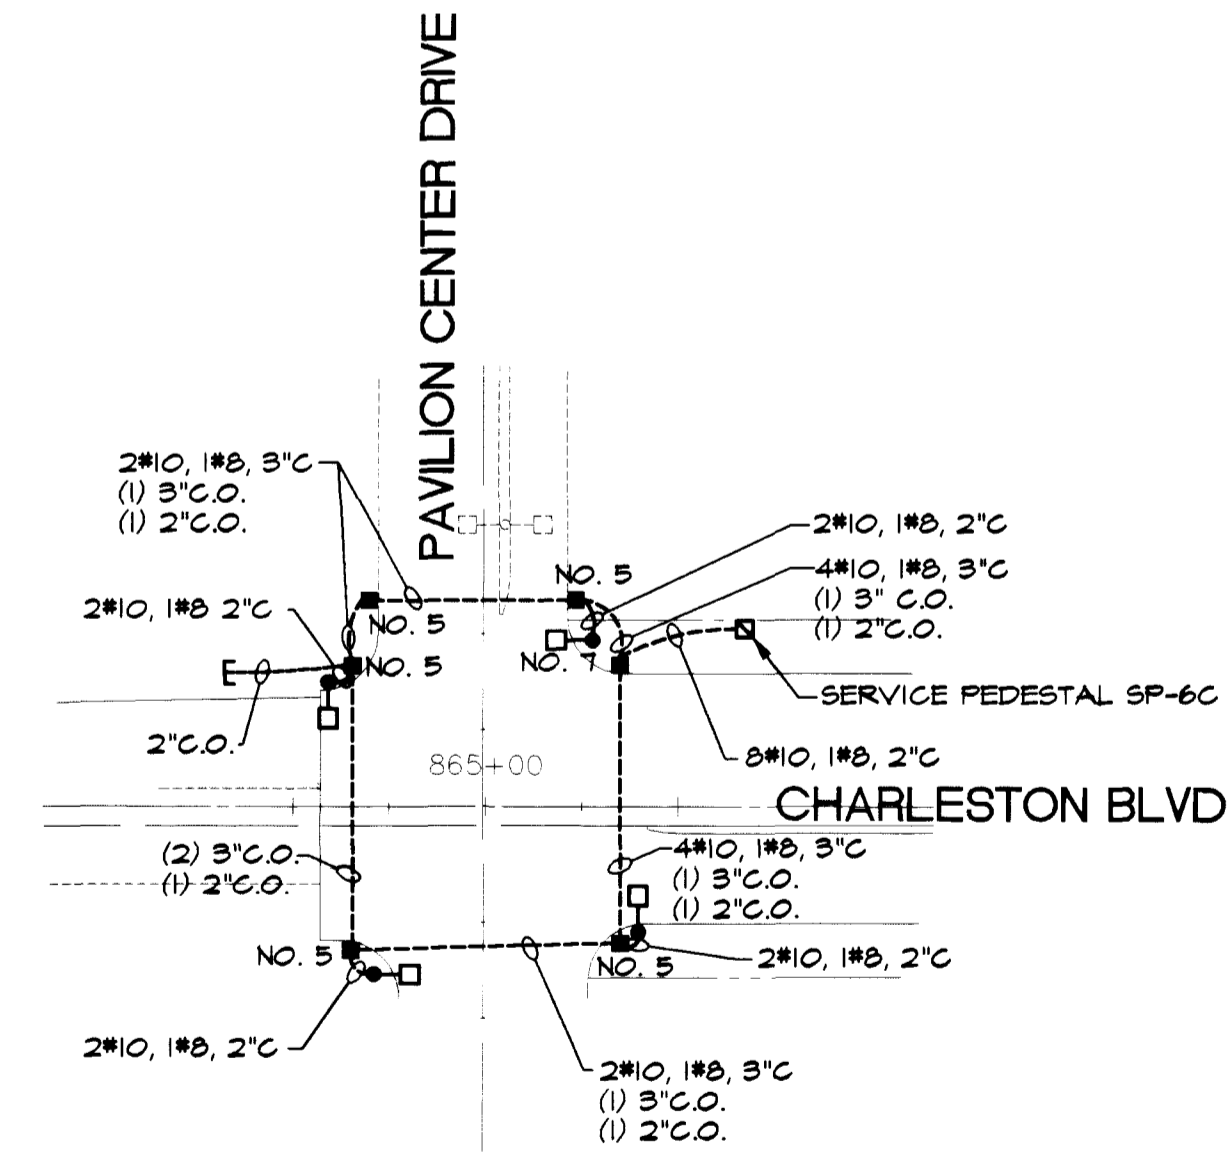 PAVILION CENTER DRIVE
2#10, 1#8, 3"C
(1) 3"C.O.
(1) 2"C.O.
2#10, 1#8, 2"C
4#10, 1#8, 3"C
(1) 3" C.O.
(1) 2"C.O.
NO. 5
2#10, 1#8 2"C
NO. 5
NO. 7
NO. 5
SERVICE PEDESTAL SP-6C
2"C.O.
8#10, 1#8, 2"C
865+00
CHARLESTON BLVD
(2) 3"C.O.
(1) 2"C.O.
4#10, 1#8, 3"C
(1) 3"C.O.
(1) 2"C.O.
NO. 5
NO. 5
2#10, 1#8, 2"C
2#10, 1#8, 2"C
2#10, 1#8, 3"C
(1) 3"C.O.
(1) 2"C.O.